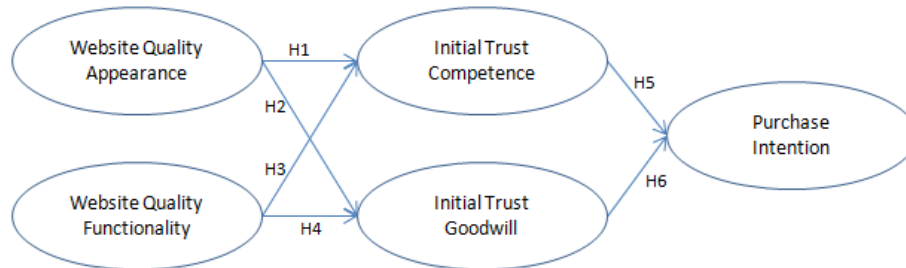 Website Quality
Appearance
H1
Initial Trust
Competence
H2
H5
Purchase
Intention
H3
H6
Website Quality
Functionality
H4
Initial Trust
Goodwill